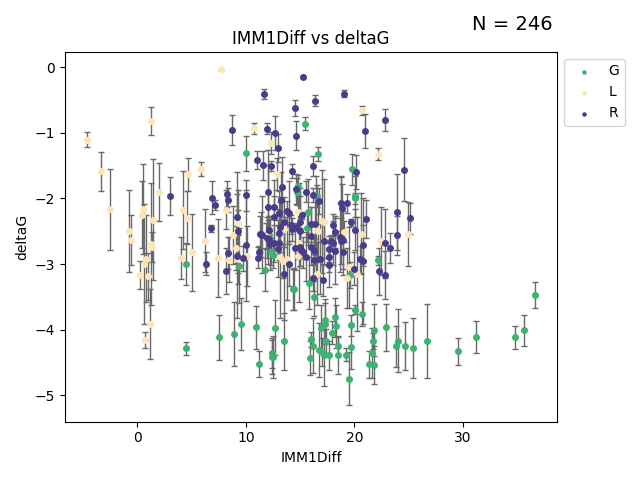 N = 246
IMM1Diff vs deltaG
G
L
R
0
−1
−2
−3
−4
−5
deltaG
0 10 20 30
IMM1Diff